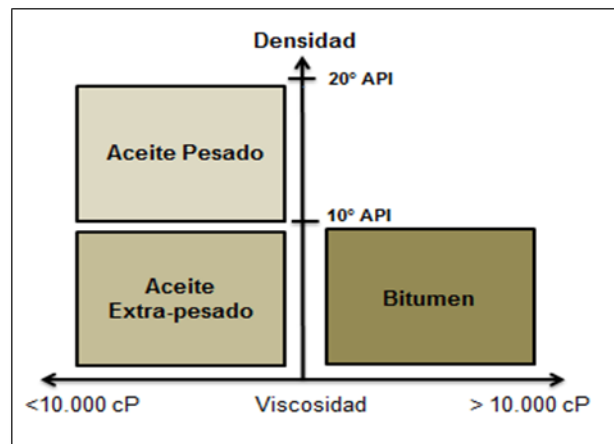 Densidad
20° API
Aceite Pesado
10° API
Aceite
Extra-pesado
Bitumen
<10.000 cP
Viscosidad
> 10.000 cP